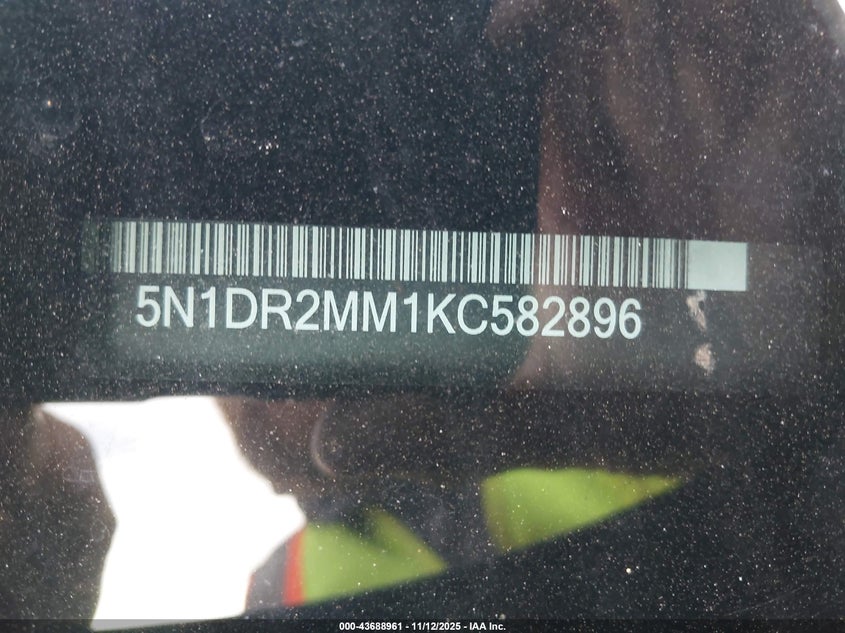 5N1DR2MM1KC582896
000-43688961 - 11/12/2025 - IAA Inc.